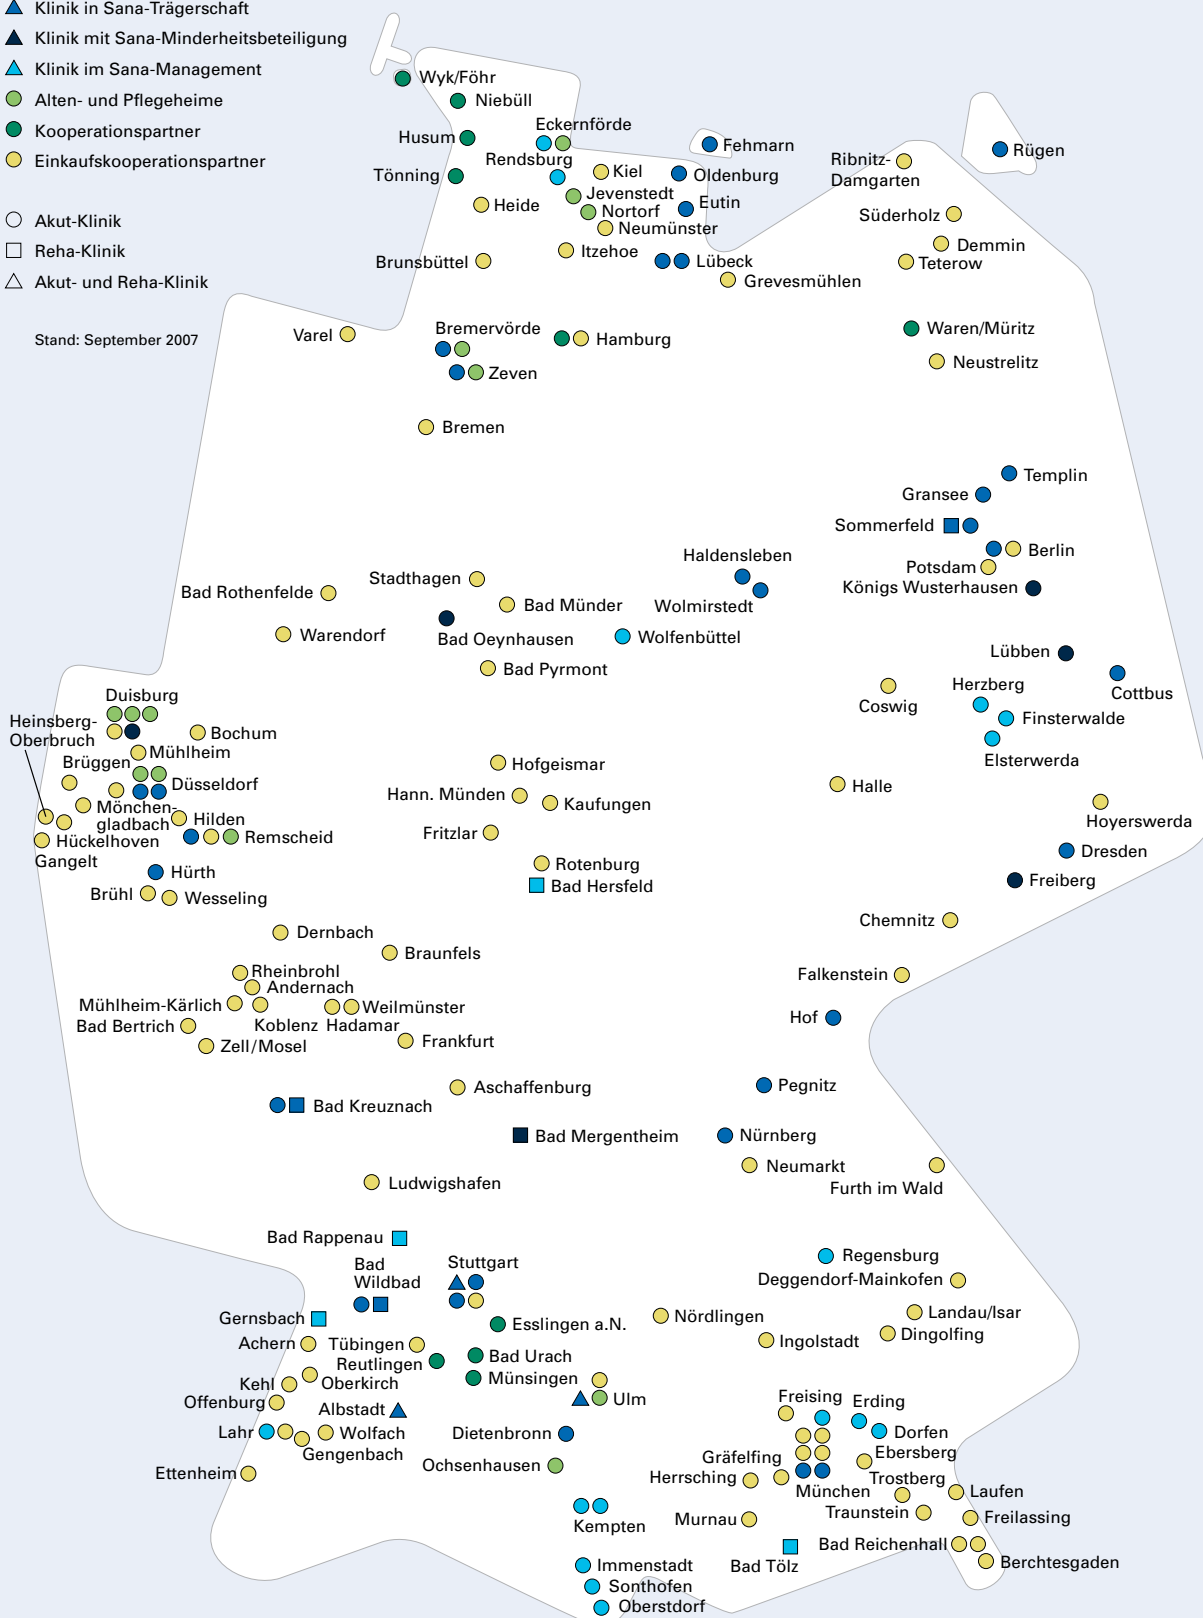 Klinik in Sana-Trägerschaft
Klinik mit Sana-Minderheitsbeteiligung
Klinik im Sana-Management
Alten- und Pflegeheime
Kooperationspartner
Einkaufskooperationspartner
Akut-Klinik
Reha-Klinik
Akut- und Reha-Klinik
Stand: September 2007
Wyk/Föhr
Niebüll
Eckernförde
Husum
Fehmarn
Rügen
Rendsburg
Ribnitz-
Damgarten
Tönning
Kiel
Oldenburg
Jevenstedt
Heide
Nortorf
Eutin
Süderholz
Neumünster
Demmin
Itzehoe
Brunsbüttel
Lübeck
Teterow
Grevesmühlen
Varel
Bremervörde
Hamburg
Waren/Müritz
Neustrelitz
Zeven
Bremen
Templin
Gransee
Sommerfeld
Berlin
Haldensleben
Potsdam
Stadthagen
Königs Wusterhausen
Bad Rothenfelde
Bad Münder
Wolmirstedt
Warendorf
Bad Oeynhausen
Wolfenbüttel
Lübben
Bad Pyrmont
Herzberg
Cottbus
Duisburg
Coswig
Finsterwalde
Heinsberg-
Oberbruch
Bochum
Mühlheim
Elsterwerda
Brüggen
Hofgeismar
Düsseldorf
Halle
Hann. Münden
Kaufungen
Mönchen-
gladbach
Hilden
Hoyerswerda
Fritzlar
Remscheid
Hückelhoven
Dresden
Gangelt
Rotenburg
Hürth
Bad Hersfeld
Freiberg
Brühl
Wesseling
Chemnitz
Dernbach
Braunfels
Rheinbrohl
Falkenstein
Andernach
Mühlheim-Kärlich
Weilmünster
Hof
Bad Bertrich
Koblenz
Hadamar
Zell/Mosel
Frankfurt
Aschaffenburg
Pegnitz
Bad Kreuznach
Bad Mergentheim
Nürnberg
Neumarkt
Ludwigshafen
Furth im Wald
Bad Rappenau
Bad
Wildbad
Stuttgart
Regensburg
Deggendorf-Mainkofen
Gernsbach
Esslingen a.N.
Nördlingen
Landau/Isar
Achern
Tübingen
Ingolstadt
Dingolfing
Reutlingen
Bad Urach
Kehl
Oberkirch
Münsingen
Offenburg
Albstadt
Ulm
Freising
Erding
Lahr
Wolfach
Dietenbronn
Dorfen
Gengenbach
Gräfelfing
Ebersberg
Ettenheim
Ochsenhausen
Herrsching
Trostberg
München
Laufen
Kempten
Murnau
Traunstein
Freilassing
Bad Reichenhall
Immenstadt
Bad Tölz
Berchtesgaden
Sonthofen
Oberstdorf